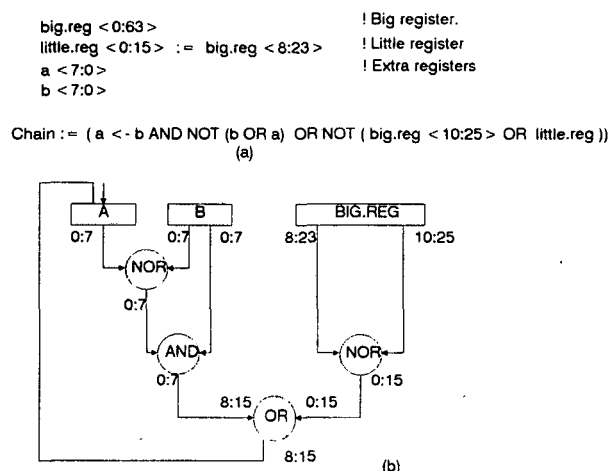 big.reg <0:63> ! Big register.
little.reg <0:15> := big.reg <8:23> ! Little register
a <7:0> ! Extra registers
b <7:0>
Chain := ( a <- b AND NOT (b OR a) OR NOT ( big.reg <10:25> OR little.reg ))
(a)
A B BIG.REG
0:7 0:7 0:7 8:23 10:25
NOR
0:7
AND NOR
0:7 0:15
8:15 0:15
OR
8:15
(b)